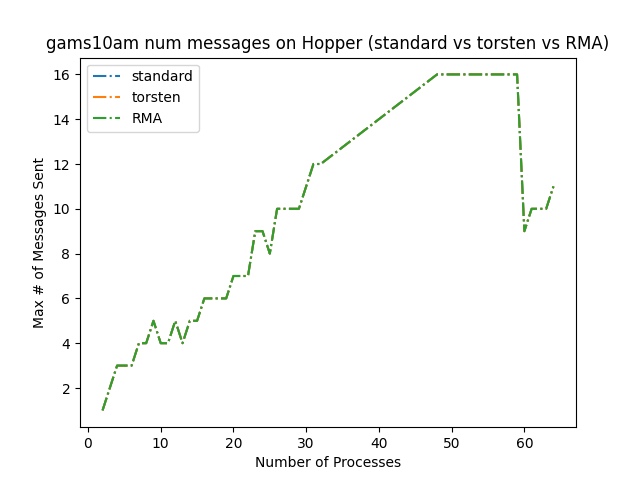 gams10am num messages on Hopper (standard vs torsten vs RMA)
standard
torsten
RMA
Max # of Messages Sent
16
14
12
10
8
6
4
2
0 10 20 30 40 50 60
Number of Processes